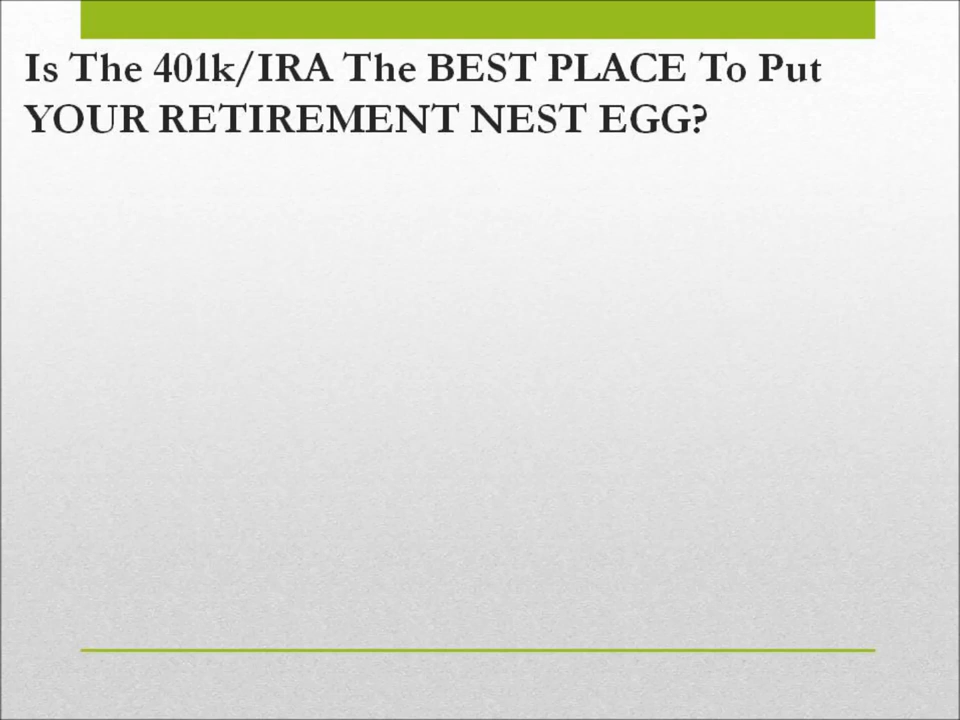 Is The 401k/IRA The BEST PLACE To Put
YOUR RETIREMENT NEST EGG?